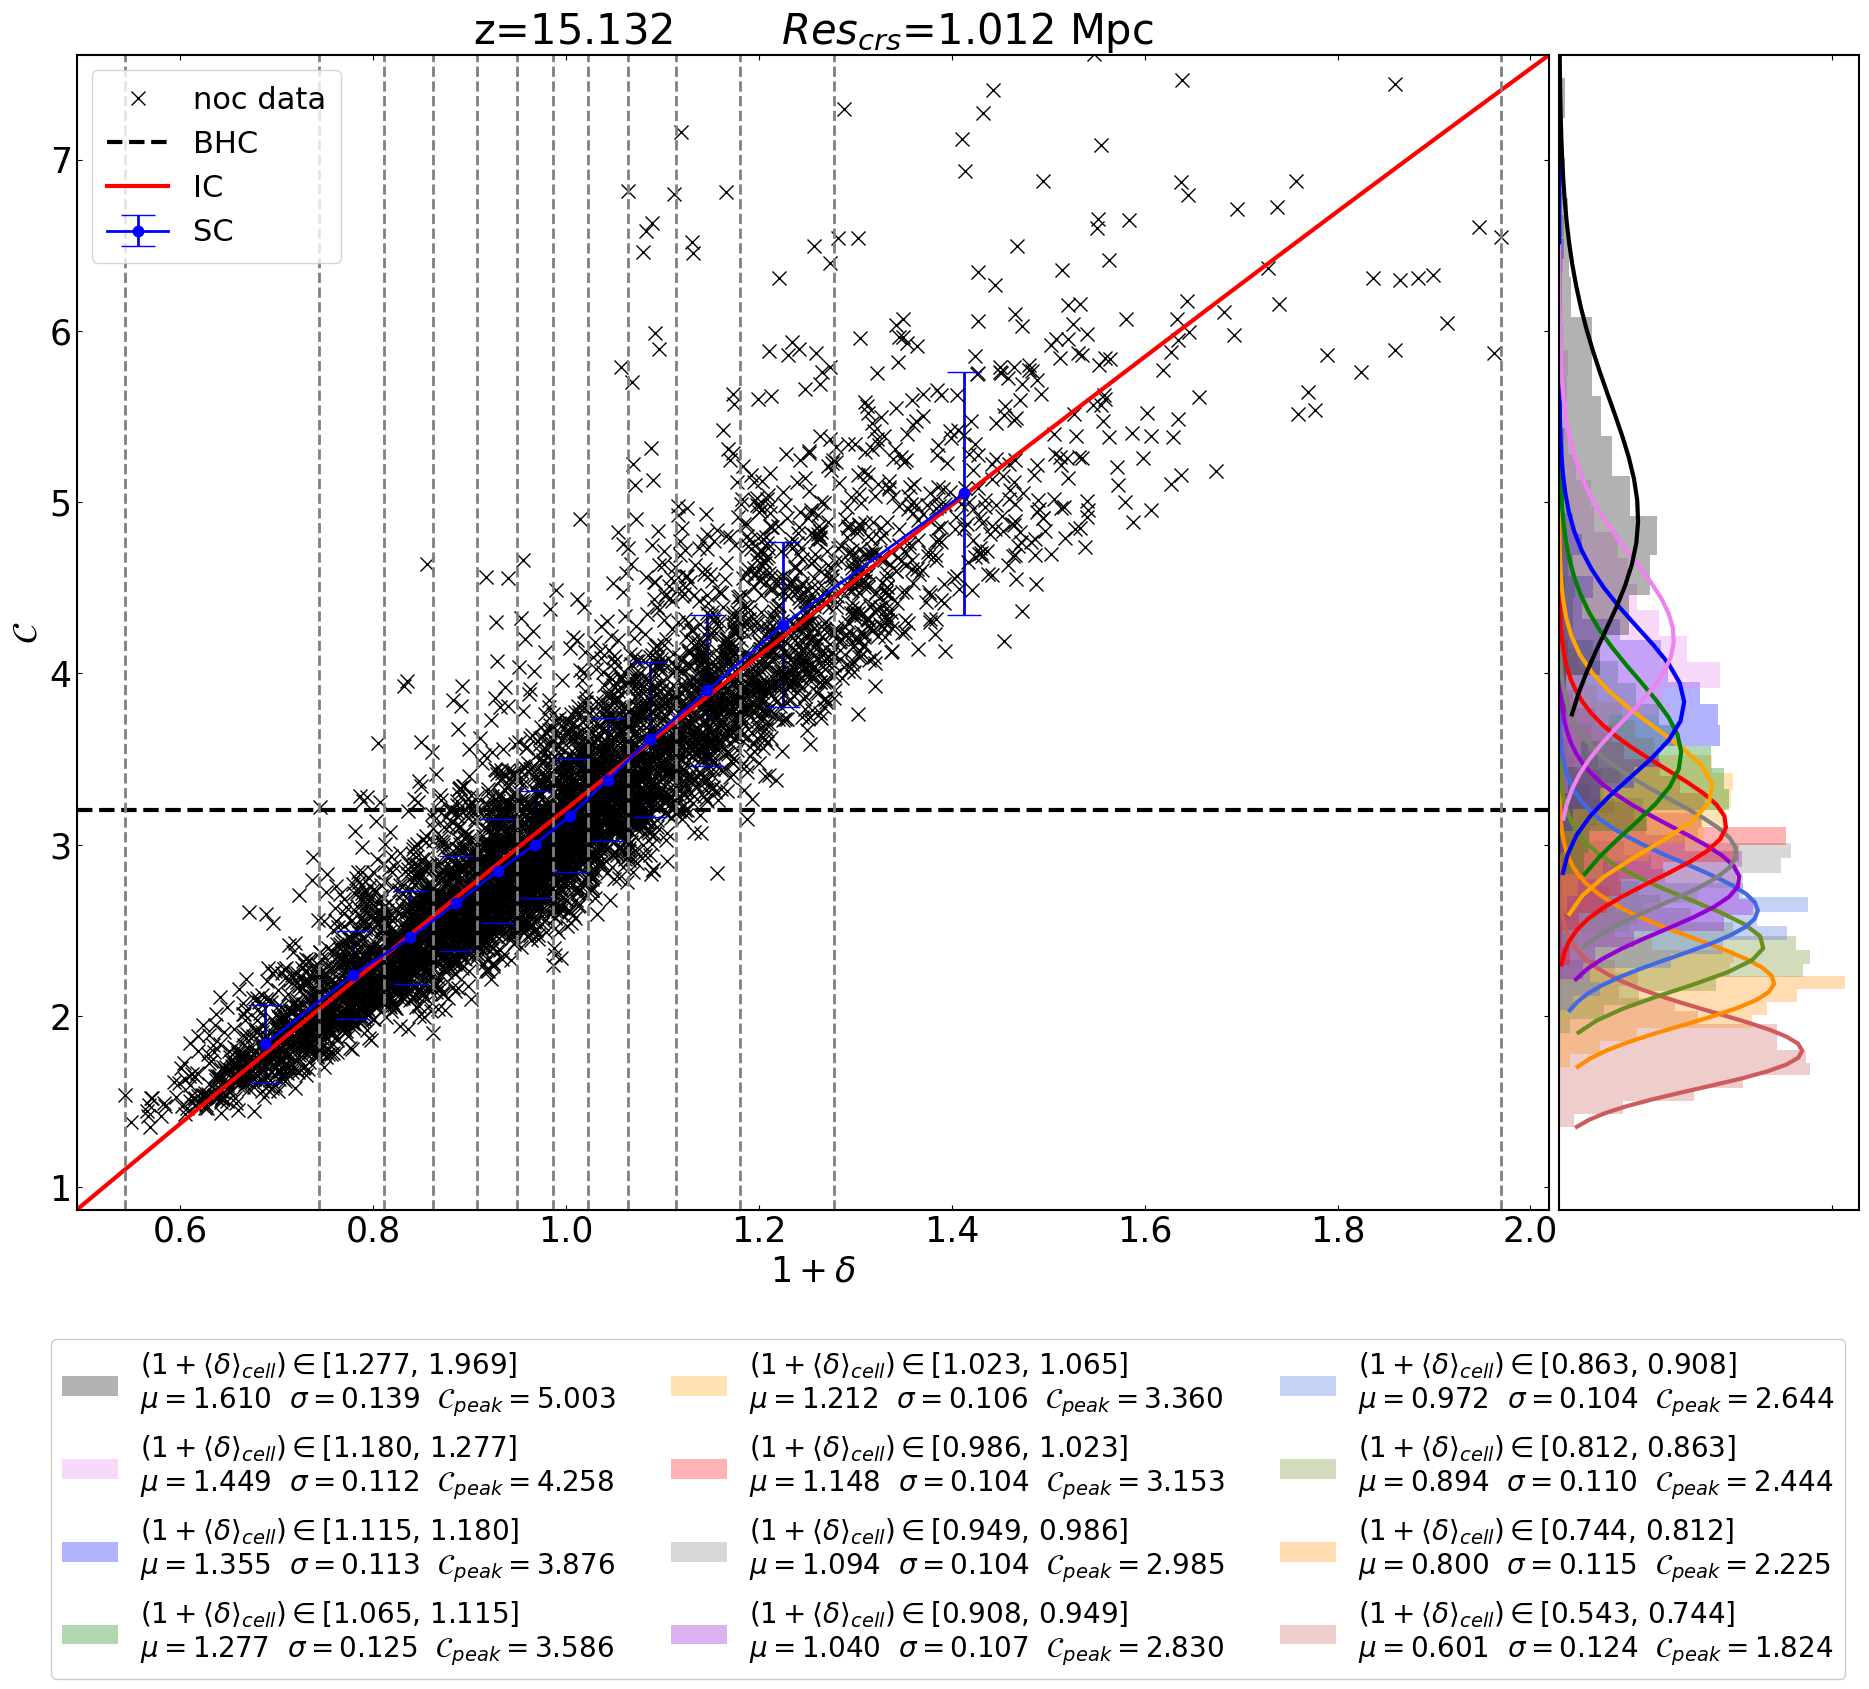 z=15.132 Res_crs=1.012 Mpc
noc data
BHC
IC
SC
7
6
5
4
3
2
1
𝒞
0.6 0.8 1.0 1.2 1.4 1.6 1.8 2.0
1 + δ
(1 + ⟨δ⟩_cell) ∈ [1.277, 1.969]
μ = 1.610 σ = 0.139 𝒞_peak = 5.003
(1 + ⟨δ⟩_cell) ∈ [1.180, 1.277]
μ = 1.449 σ = 0.112 𝒞_peak = 4.258
(1 + ⟨δ⟩_cell) ∈ [1.115, 1.180]
μ = 1.355 σ = 0.113 𝒞_peak = 3.876
(1 + ⟨δ⟩_cell) ∈ [1.065, 1.115]
μ = 1.277 σ = 0.125 𝒞_peak = 3.586
(1 + ⟨δ⟩_cell) ∈ [1.023, 1.065]
μ = 1.212 σ = 0.106 𝒞_peak = 3.360
(1 + ⟨δ⟩_cell) ∈ [0.986, 1.023]
μ = 1.148 σ = 0.104 𝒞_peak = 3.153
(1 + ⟨δ⟩_cell) ∈ [0.949, 0.986]
μ = 1.094 σ = 0.104 𝒞_peak = 2.985
(1 + ⟨δ⟩_cell) ∈ [0.908, 0.949]
μ = 1.040 σ = 0.107 𝒞_peak = 2.830
(1 + ⟨δ⟩_cell) ∈ [0.863, 0.908]
μ = 0.972 σ = 0.104 𝒞_peak = 2.644
(1 + ⟨δ⟩_cell) ∈ [0.812, 0.863]
μ = 0.894 σ = 0.110 𝒞_peak = 2.444
(1 + ⟨δ⟩_cell) ∈ [0.744, 0.812]
μ = 0.800 σ = 0.115 𝒞_peak = 2.225
(1 + ⟨δ⟩_cell) ∈ [0.543, 0.744]
μ = 0.601 σ = 0.124 𝒞_peak = 1.824